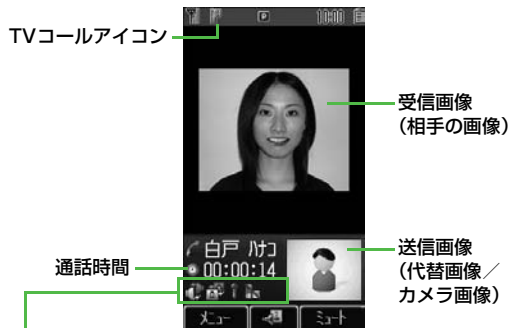 TVコールアイコン
10:00
受信画像
(相手の画像)
白戸 ハナコ
通話時間
00:00:14
送信画像
(代替画像/
カメラ画像)
メニュー
ミュート